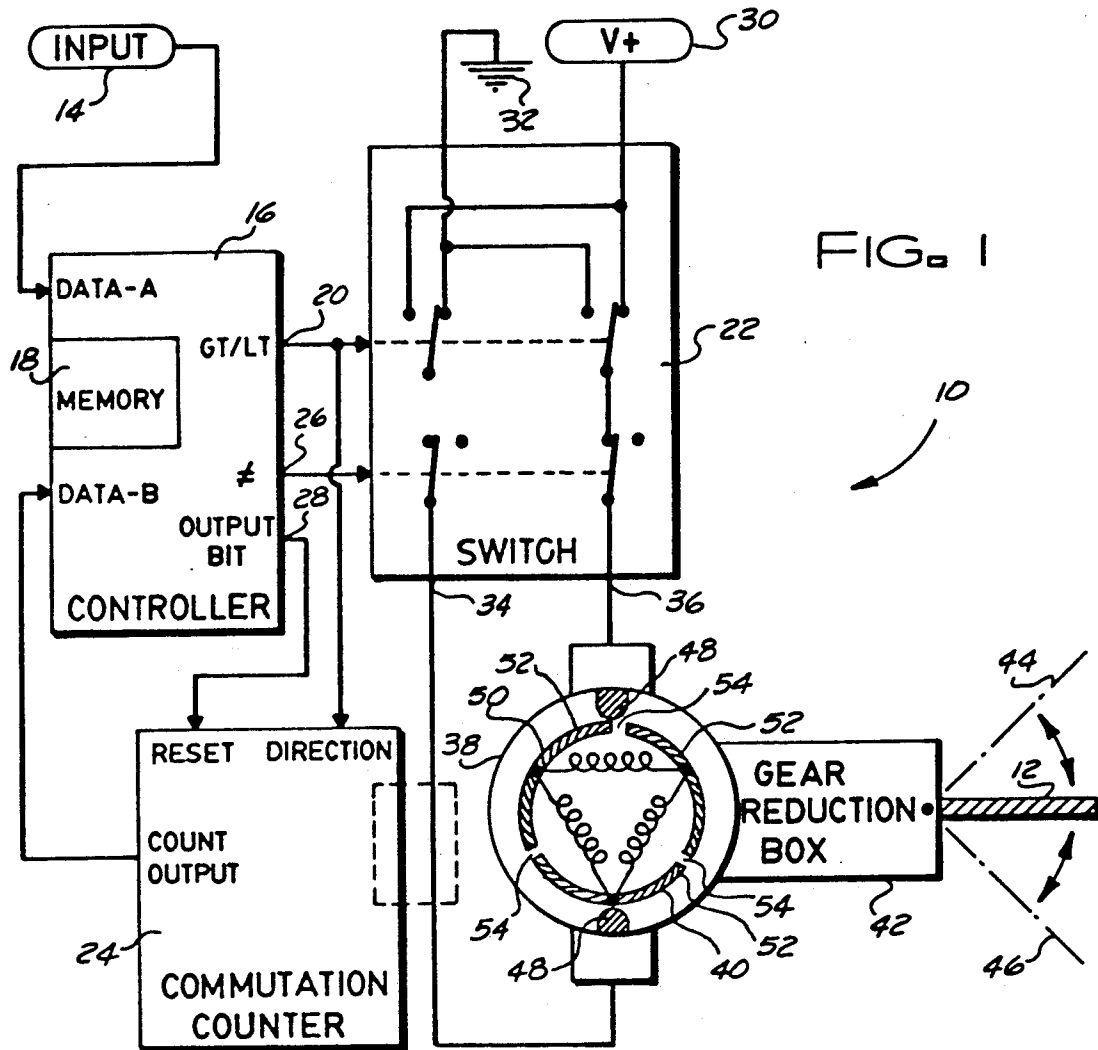 INPUT
14
V+
30
32
FIG. 1
16
DATA-A
20
GT/LT
18
MEMORY
22
26
≠
DATA-B
28
OUTPUT
BIT
CONTROLLER
SWITCH
10
34
36
48
52
54
50
52
38
44
RESET
DIRECTION
GEAR
REDUCTION
BOX
12
COUNT
OUTPUT
54
54
52
42
24
48
40
46
COMMUTATION
COUNTER